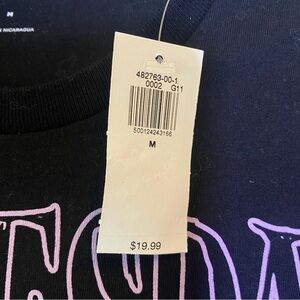 M
NICARAGUA
482763-00-1
0002 G11
500124243166
M
$19.99